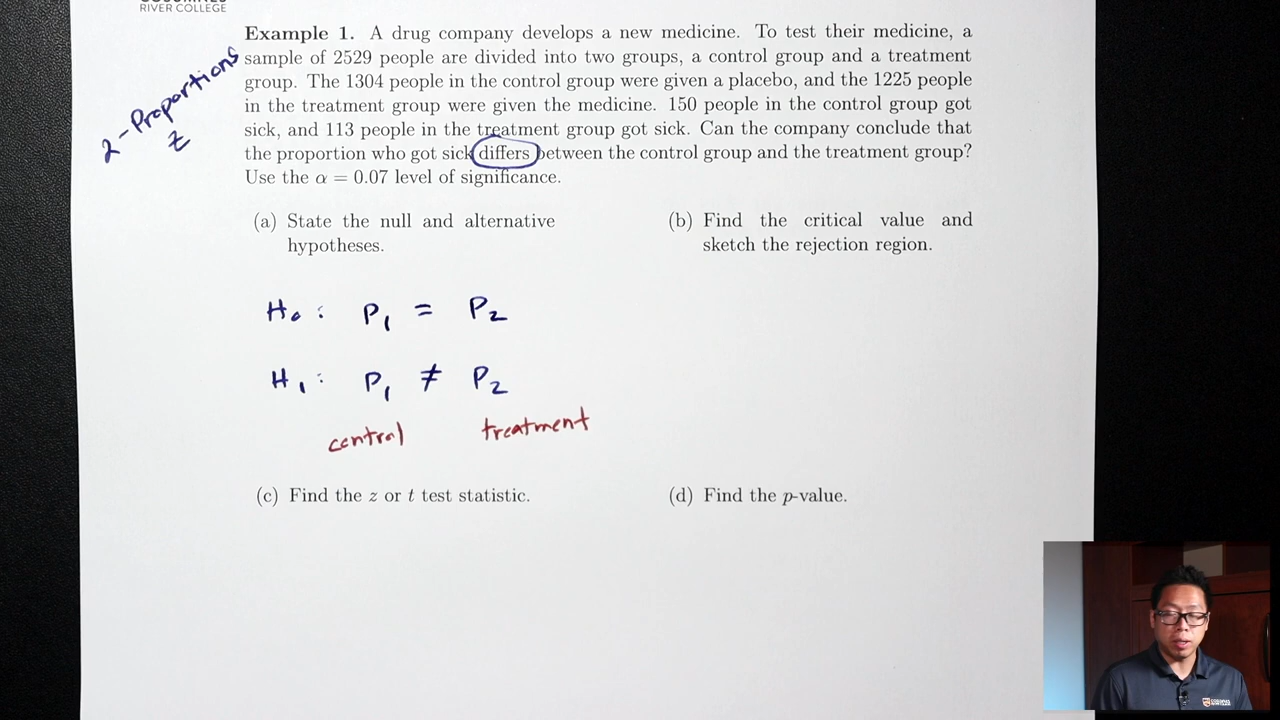 RIVER COLLEGE
2-Proportions
z
Example 1. A drug company develops a new medicine. To test their medicine, a
sample of 2529 people are divided into two groups, a control group and a treatment
group. The 1304 people in the control group were given a placebo, and the 1225 people
in the treatment group were given the medicine. 150 people in the control group got
sick, and 113 people in the treatment group got sick. Can the company conclude that
the proportion who got sick differs between the control group and the treatment group?
Use the α = 0.07 level of significance.
(a) State the null and alternative
hypotheses.
(b) Find the critical value and
sketch the rejection region.
H₀ : P₁ = P₂
H₁ : P₁ ≠ P₂
control treatment
(c) Find the z or t test statistic.
(d) Find the p-value.